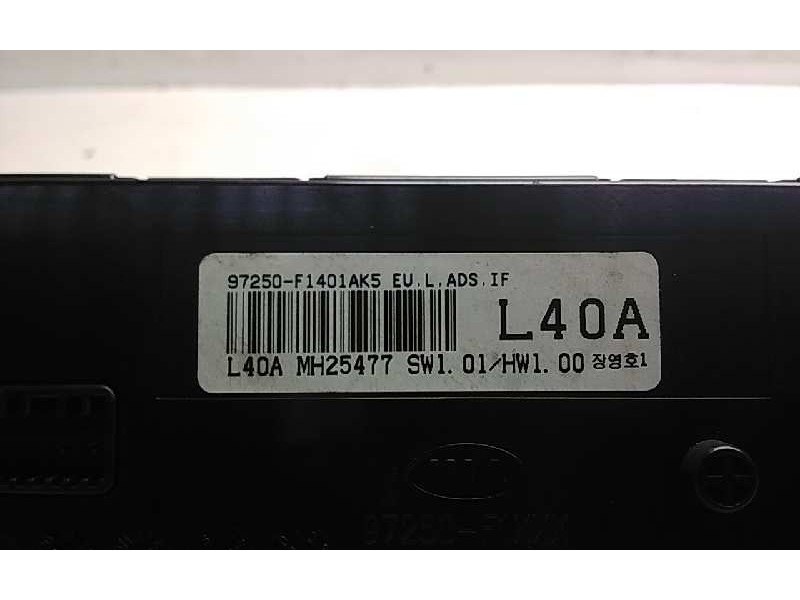 97250-F1401AK5 EU.L.ADS.IF
L40A
L40A MH25477 SW1.01/HW1.00 장영호1